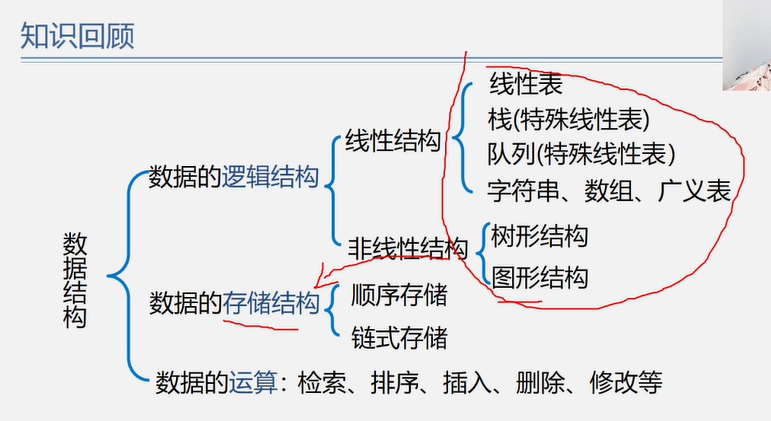 知识回顾
线性表
栈(特殊线性表)
线性结构
队列(特殊线性表）
数据的逻辑结构
字符串、数组、广义表
树形结构
非线性结构
数据结构
图形结构
顺序存储
数据的存储结构
链式存储
数据的运算：检索、排序、插入、删除、修改等